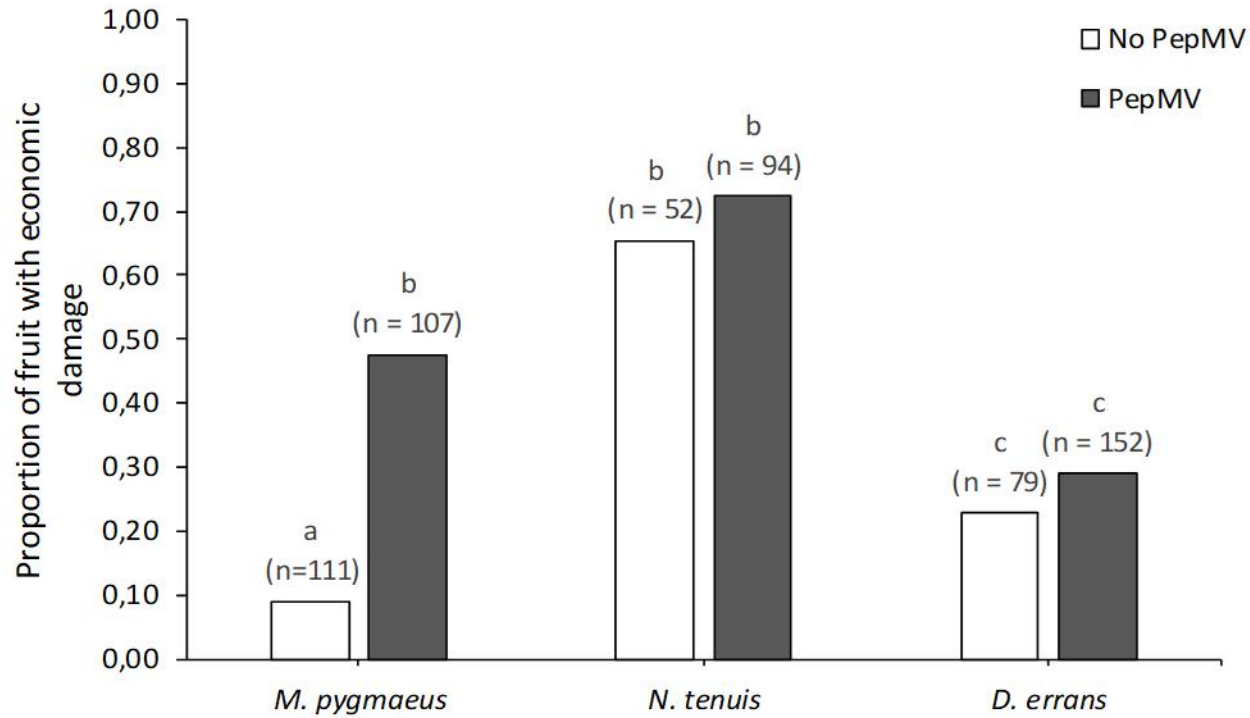 Proportion of fruit with economic
damage
1,00
0,90
0,80
0,70
0,60
0,50
0,40
0,30
0,20
0,10
0,00
No PepMV
PepMV
a
(n=111)
b
(n = 107)
b
(n = 52)
b
(n = 94)
c
(n = 79)
c
(n = 152)
M. pygmaeus
N. tenuis
D. errans